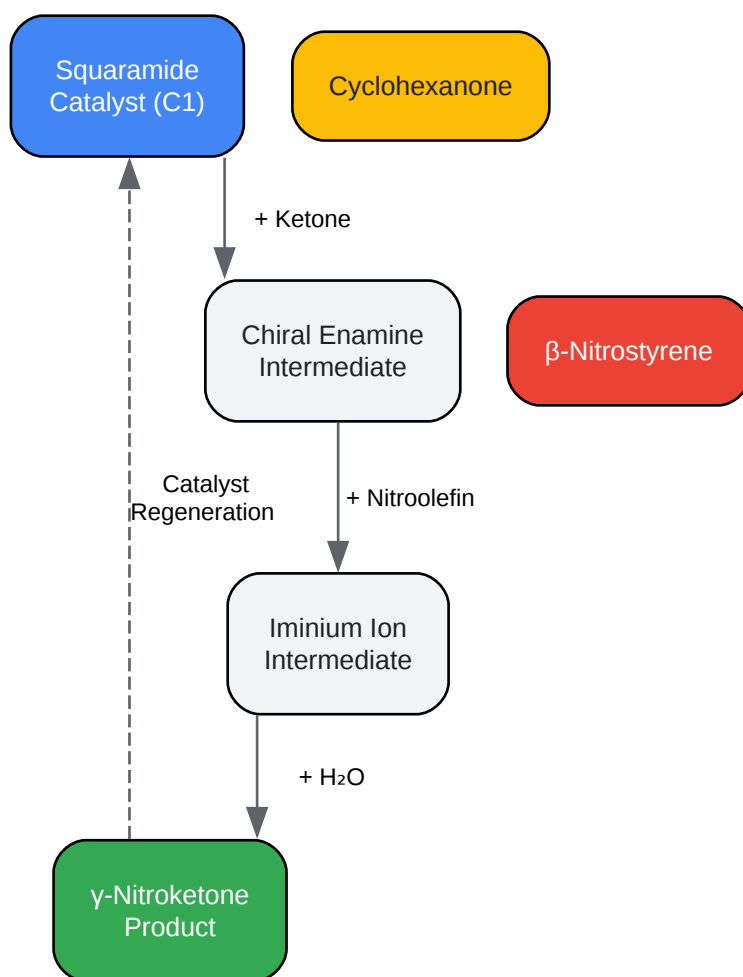 Squaramide
Catalyst (C1)
Cyclohexanone
+ Ketone
Chiral Enamine
Intermediate
β-Nitrostyrene
Catalyst
Regeneration
+ Nitroolefin
Iminium Ion
Intermediate
+ H₂O
γ-Nitroketone
Product